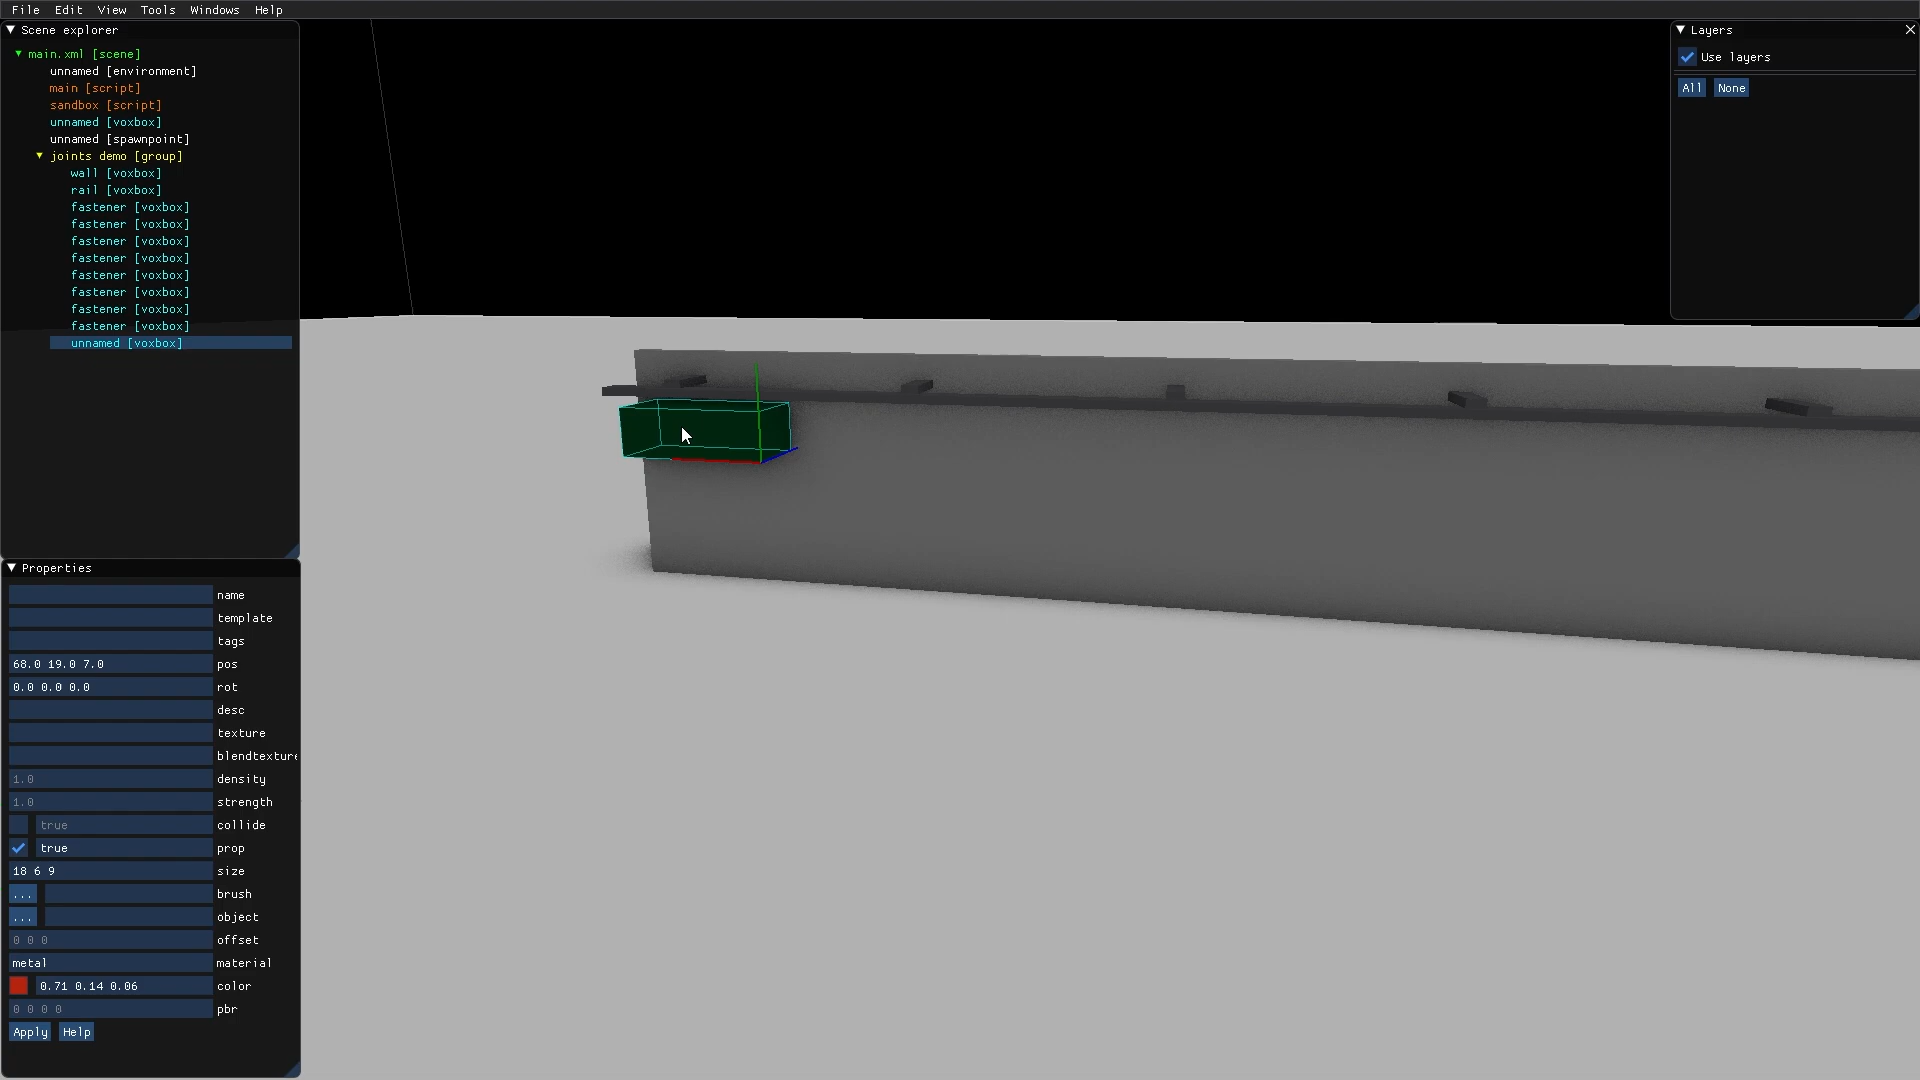 File Edit View Tools Windows Help
Scene explorer
main.xml [scene]
unnamed [environment]
main [script]
sandbox [script]
unnamed [voxbox]
unnamed [spawnpoint]
joints demo [group]
wall [voxbox]
rail [voxbox]
fastener [voxbox]
fastener [voxbox]
fastener [voxbox]
fastener [voxbox]
fastener [voxbox]
fastener [voxbox]
fastener [voxbox]
fastener [voxbox]
unnamed [voxbox]
Properties
name
template
tags
68.0 19.0 7.0 pos
0.0 0.0 0.0 rot
desc
texture
blendtexture
1.0 density
1.0 strength
true collide
true prop
18 6 9 size
... brush
... object
0 0 0 offset
metal material
0.71 0.14 0.06 color
0 0 0 0 pbr
Apply Help
Layers
Use layers
All None